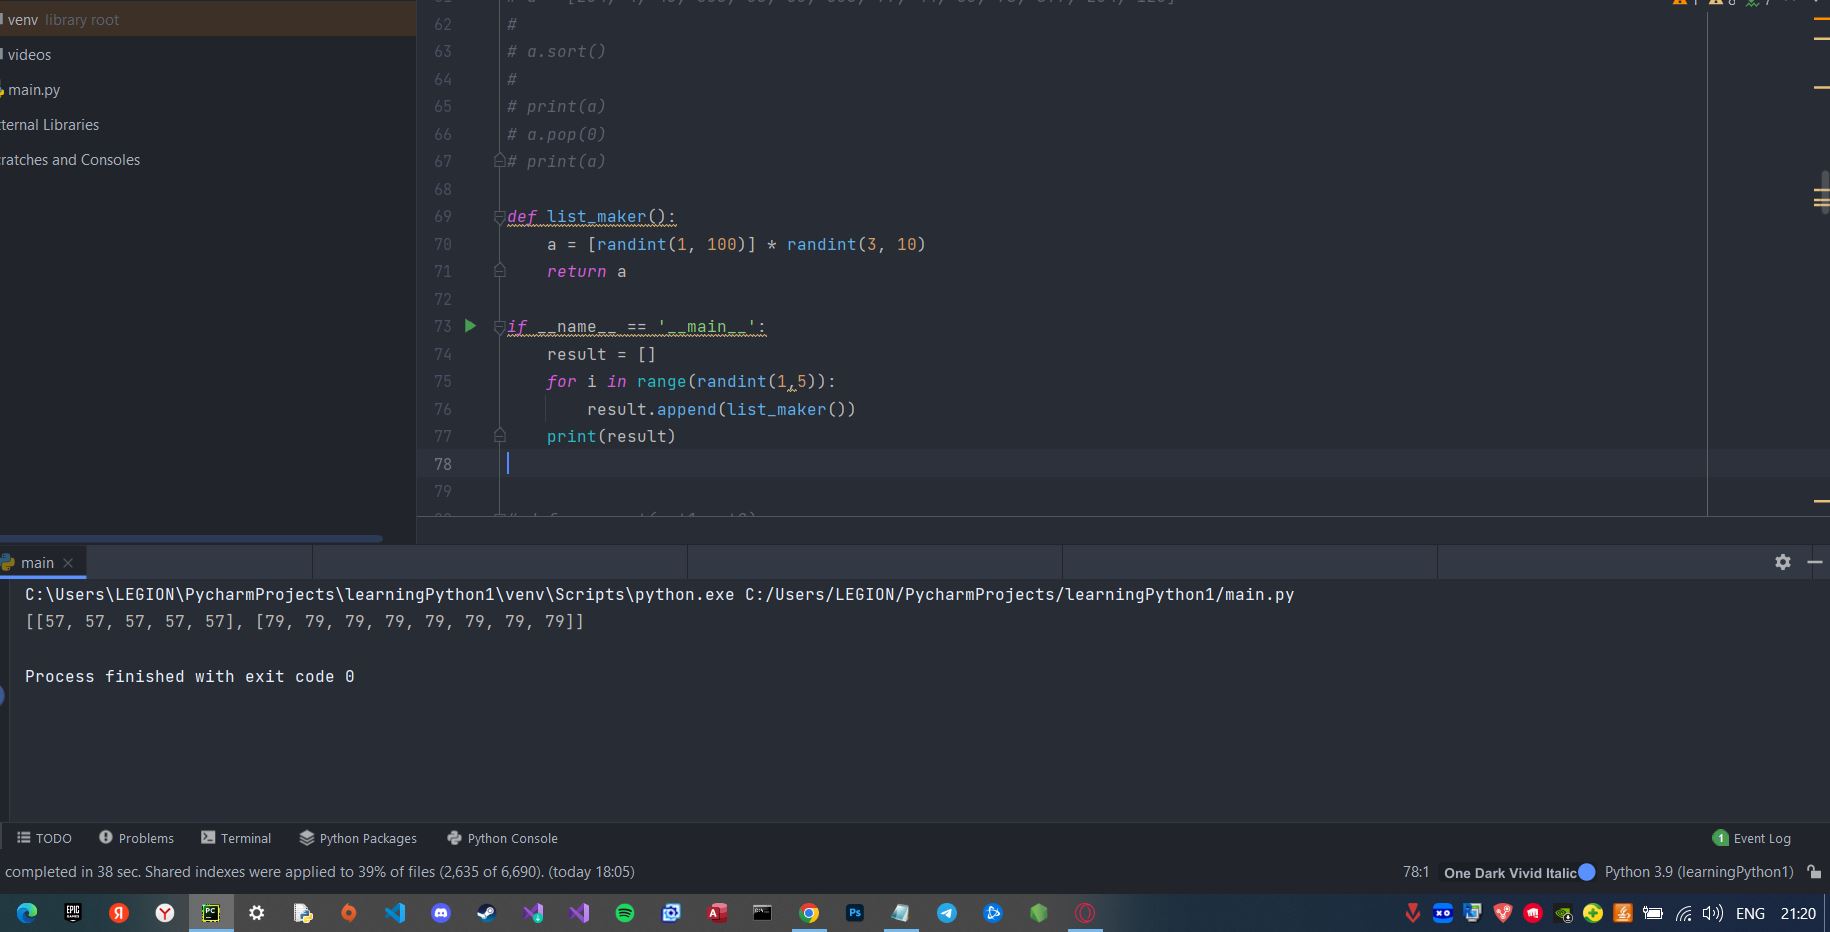 venv library root
videos
main.py
ternal Libraries
ratches and Consoles
62 #
63 # a.sort()
64 #
65 # print(a)
66 # a.pop(0)
67 # print(a)
68
69 def list_maker():
70 a = [randint(1, 100)] * randint(3, 10)
71 return a
72
73 if __name__ == '__main__':
74 result = []
75 for i in range(randint(1,5)):
76 result.append(list_maker())
77 print(result)
78
79
main
C:\Users\LEGION\PycharmProjects\learningPython1\venv\Scripts\python.exe C:/Users/LEGION/PycharmProjects/learningPython1/main.py
[[57, 57, 57, 57, 57], [79, 79, 79, 79, 79, 79, 79, 79]]
Process finished with exit code 0
TODO Problems Terminal Python Packages Python Console 1 Event Log
completed in 38 sec. Shared indexes were applied to 39% of files (2,635 of 6,690). (today 18:05) 78:1 One Dark Vivid Italic Python 3.9 (learningPython1)
EPIC GAMES Я Y PC A Ps XO ENG 21:20